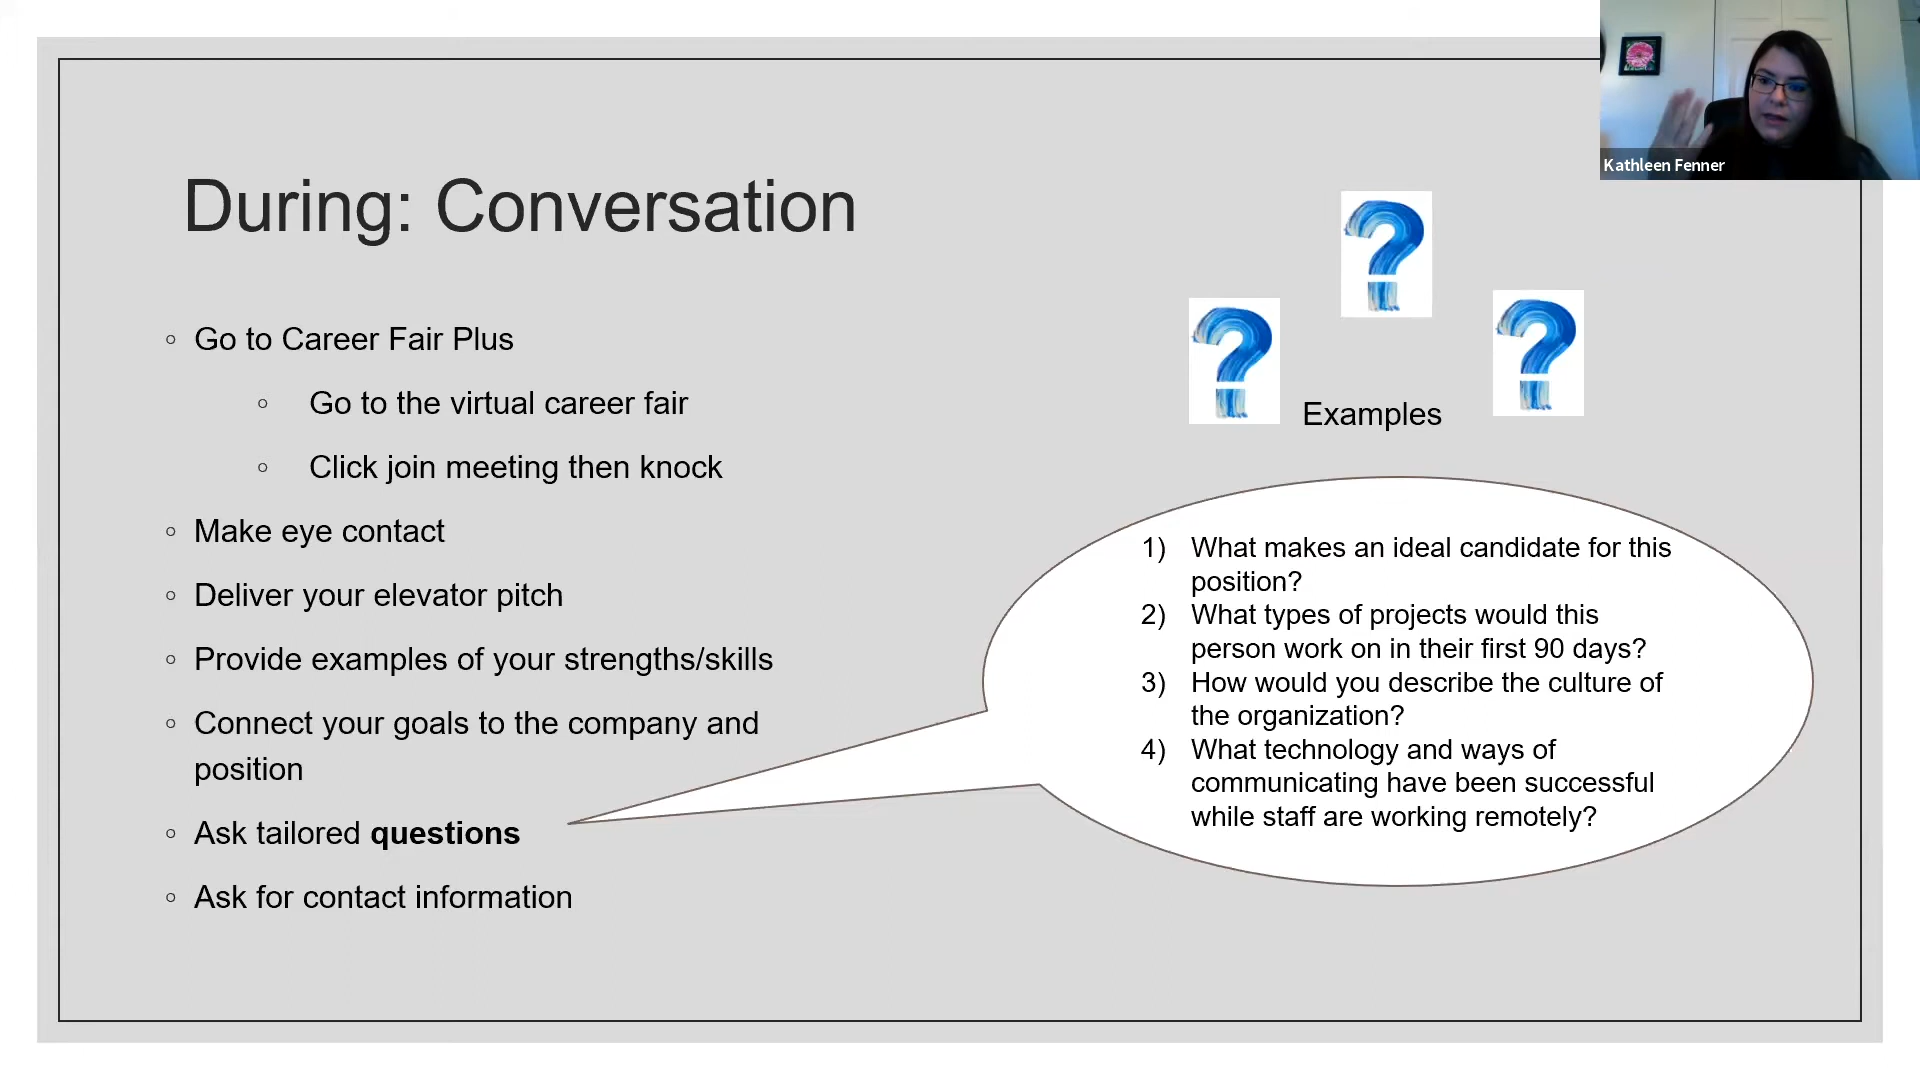 Kathleen Fenner
During: Conversation
◦ Go to Career Fair Plus
◦ Go to the virtual career fair
◦ Click join meeting then knock
◦ Make eye contact
◦ Deliver your elevator pitch
◦ Provide examples of your strengths/skills
◦ Connect your goals to the company and
position
◦ Ask tailored questions
◦ Ask for contact information
Examples
1) What makes an ideal candidate for this
position?
2) What types of projects would this
person work on in their first 90 days?
3) How would you describe the culture of
the organization?
4) What technology and ways of
communicating have been successful
while staff are working remotely?